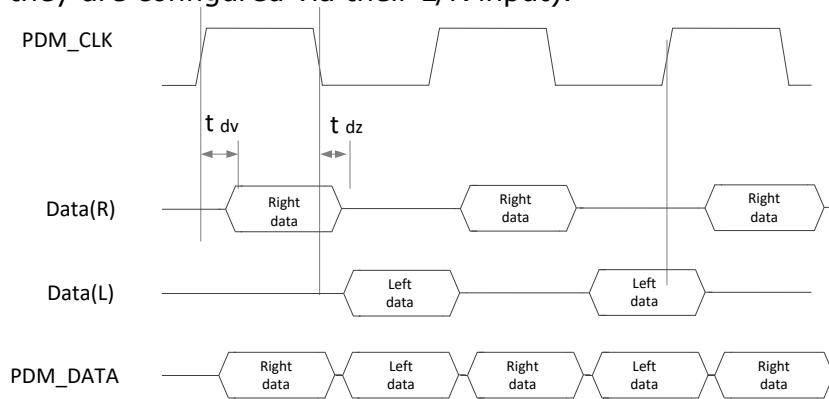 they are configured via their L/R input).
PDM_CLK
t dv
t dz
Data(R)
Right
data
Right
data
Right
data
Data(L)
Left
data
Left
data
PDM_DATA
Right
data
Left
data
Right
data
Left
data
Right
data